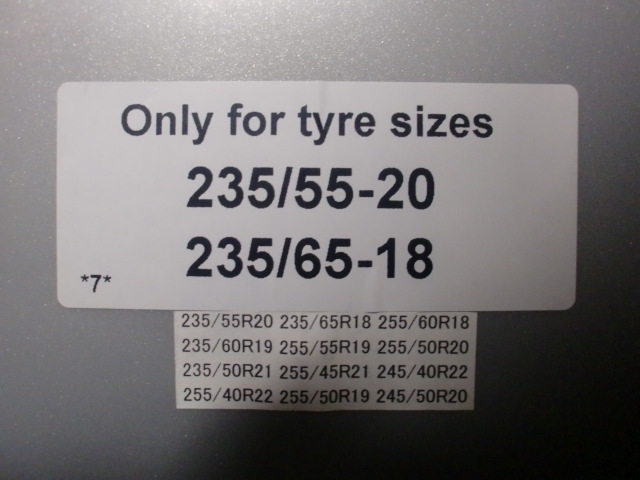 Only for tyre sizes
235/55-20
235/65-18
*7*
235/55R20 235/65R18 255/60R18
235/60R19 255/55R19 255/50R20
235/50R21 255/45R21 245/40R22
255/40R22 255/50R19 245/50R20